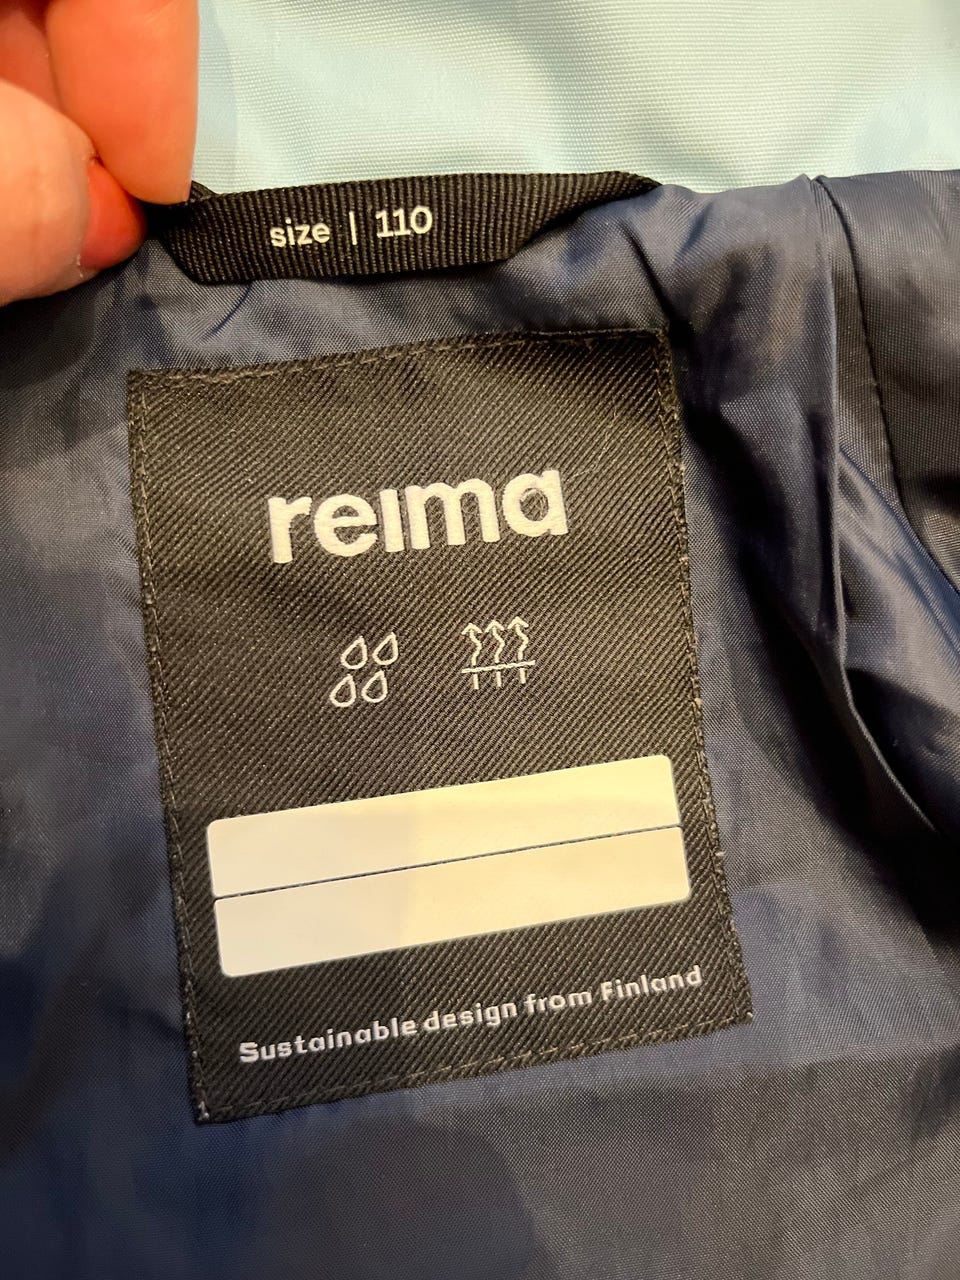 size | 110
reima
Sustainable design from Finland